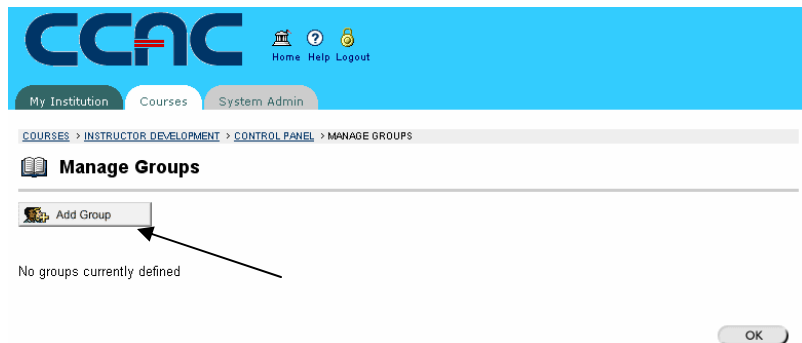 CCAC
Home Help Logout
My Institution Courses System Admin
COURSES > INSTRUCTOR DEVELOPMENT > CONTROL PANEL > MANAGE GROUPS
Manage Groups
Add Group
No groups currently defined
OK